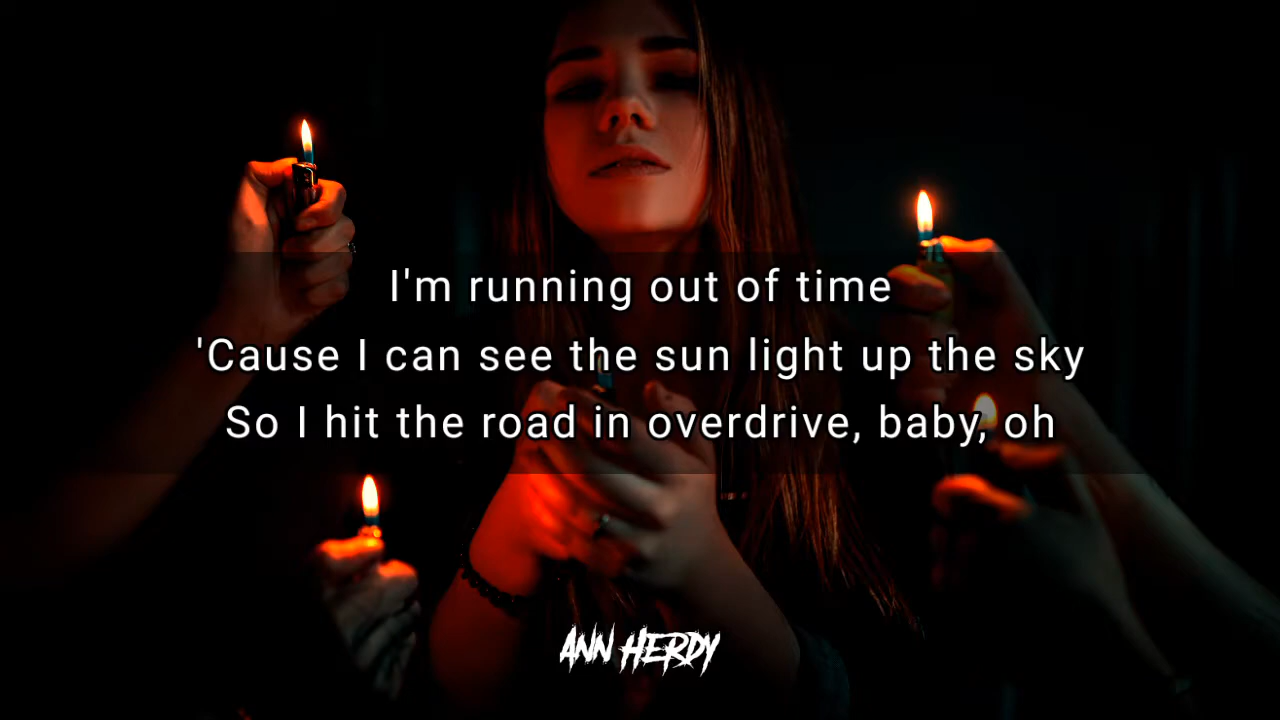 I'm running out of time
'Cause I can see the sun light up the sky
So I hit the road in overdrive, baby, oh
ANN HERDY